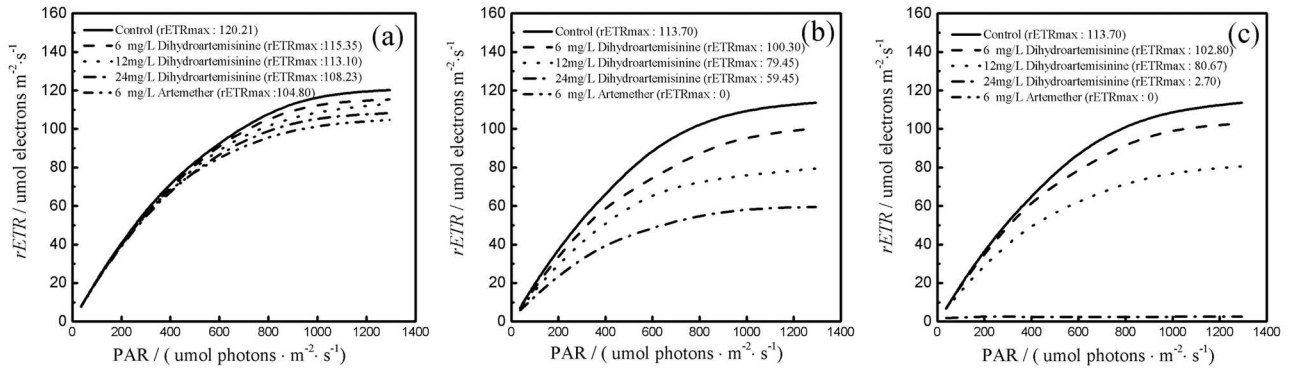 (a)
Control (rETRmax : 120.21)
6 mg/L Dihydroartemisinine (rETRmax :115.35)
12mg/L Dihydroartemisinine (rETRmax :113.10)
24mg/L Dihydroartemisinine (rETRmax :108.23)
6 mg/L Artemether (rETRmax :104.80)
160
140
120
100
80
60
40
20
0
rETR / umol electrons m-2·s-1
0 200 400 600 800 1000 1200 1400
PAR / ( umol photons · m-2· s-1)
(b)
Control (rETRmax : 113.70)
6 mg/L Dihydroartemisinine (rETRmax : 100.30)
12mg/L Dihydroartemisinine (rETRmax : 79.45)
24mg/L Dihydroartemisinine (rETRmax : 59.45)
6 mg/L Artemether (rETRmax : 0)
160
140
120
100
80
60
40
20
0
rETR / umol electrons m-2·s-1
0 200 400 600 800 1000 1200 1400
PAR / ( umol photons · m-2· s-1)
(c)
Control (rETRmax : 113.70)
6 mg/L Dihydroartemisinine (rETRmax : 102.80)
12mg/L Dihydroartemisinine (rETRmax : 80.67)
24mg/L Dihydroartemisinine (rETRmax : 2.70)
6 mg/L Artemether (rETRmax : 0)
160
140
120
100
80
60
40
20
0
rETR / umol electrons m-2·s-1
0 200 400 600 800 1000 1200 1400
PAR / ( umol photons · m-2· s-1)